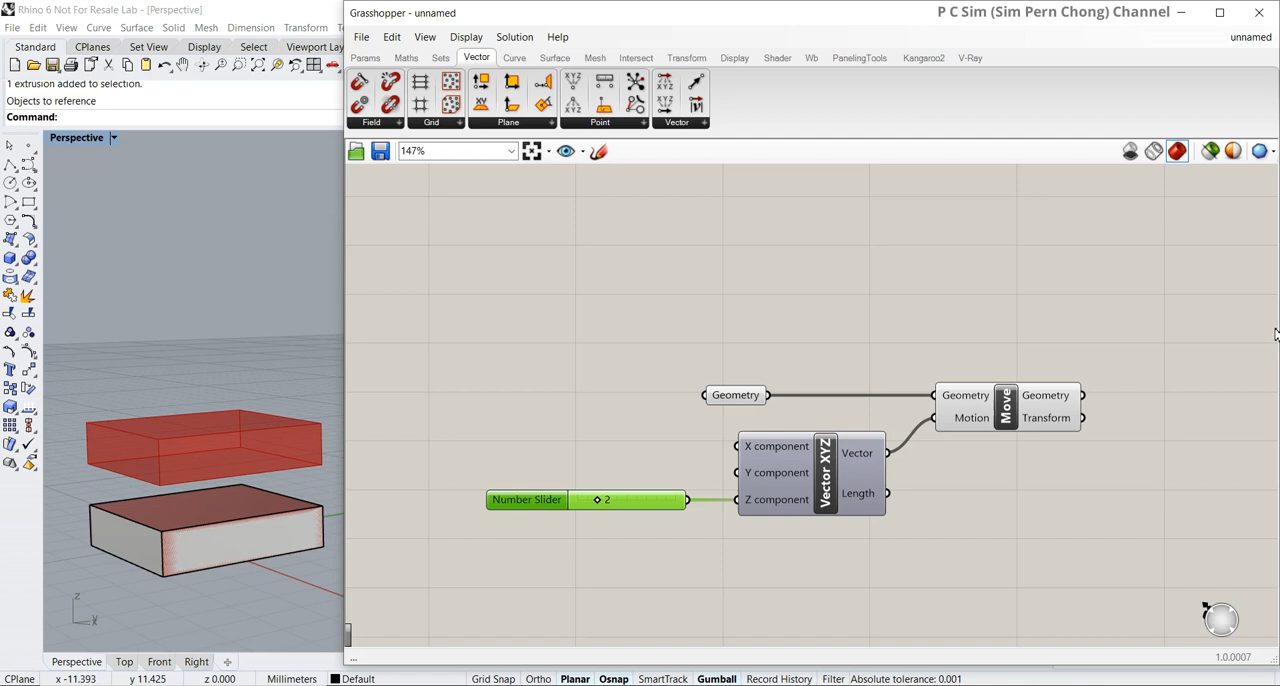 Rhino 6 Not For Resale Lab - [Perspective]
File Edit View Curve Surface Solid Mesh Dimension Transform
Standard CPlanes Set View Display Select Viewport Lay
1 extrusion added to selection.
Objects to reference
Command:
Perspective
z
Perspective Top Front Right
CPlane x -11.393 y 11.425 z 0.000 Millimeters Default Grid Snap Ortho Planar Osnap SmartTrack Gumball Record History Filter Absolute tolerance: 0.001
Grasshopper - unnamed
P C Sim (Sim Pern Chong) Channel
File Edit View Display Solution Help
unnamed
Params Maths Sets Vector Curve Surface Mesh Intersect Transform Display Shader Wb PanelingTools Kangaroo2 V-Ray
XY
XYZ XYZ XYZ XYZ
Field Grid Plane Point Vector
147%
Geometry
Geometry Move Geometry
Motion Transform
X component Vector XYZ Vector
Y component
Z component Length
Number Slider 2
...
1.0.0007